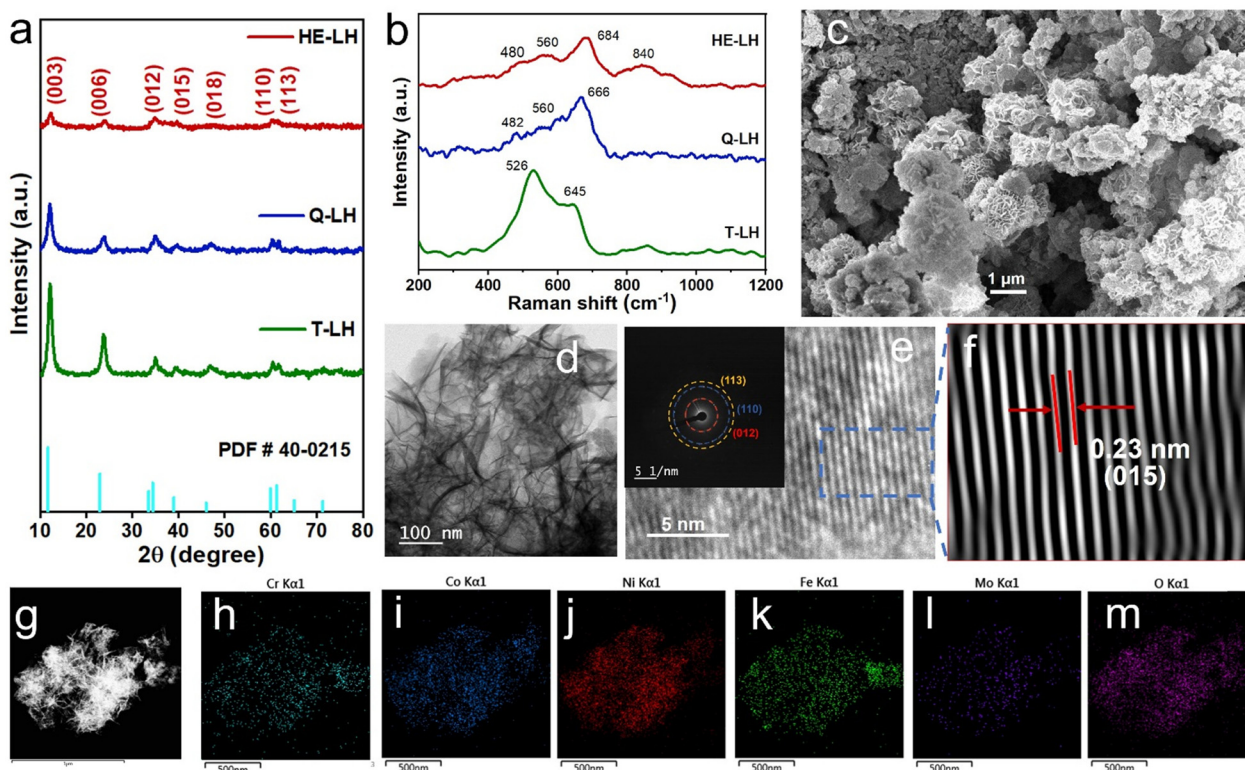 a
HE-LH
(003)
(006)
(012)
(015)
(018)
(110)
(113)
Q-LH
T-LH
PDF # 40-0215
Intensity (a.u.)
10 20 30 40 50 60 70 80
2θ (degree)
b
HE-LH
480
560
684
840
Q-LH
482
560
666
T-LH
526
645
Intensity (a.u.)
200 400 600 800 1000 1200
Raman shift (cm⁻¹)
c
1 µm
d
100 nm
e
(113)
(110)
(012)
5 1/nm
5 nm
f
0.23 nm
(015)
g
1µm
Cr Kα1
h
500nm
Co Kα1
i
500nm
Ni Kα1
j
500nm
Fe Kα1
k
500nm
Mo Kα1
l
500nm
O Kα1
m
500nm